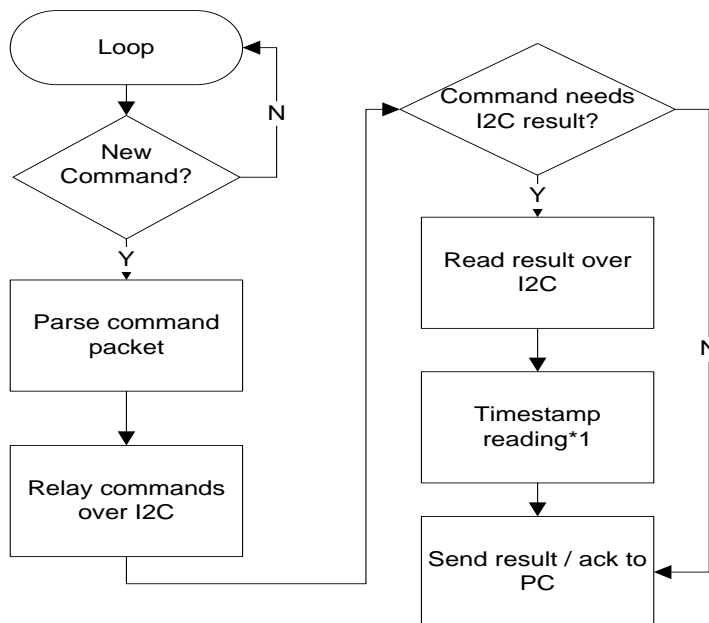 Loop
N
New
Command?
Y
Parse command
packet
Relay commands
over I2C
Command needs
I2C result?
Y
Read result over
I2C
N
Timestamp
reading*1
Send result / ack to
PC